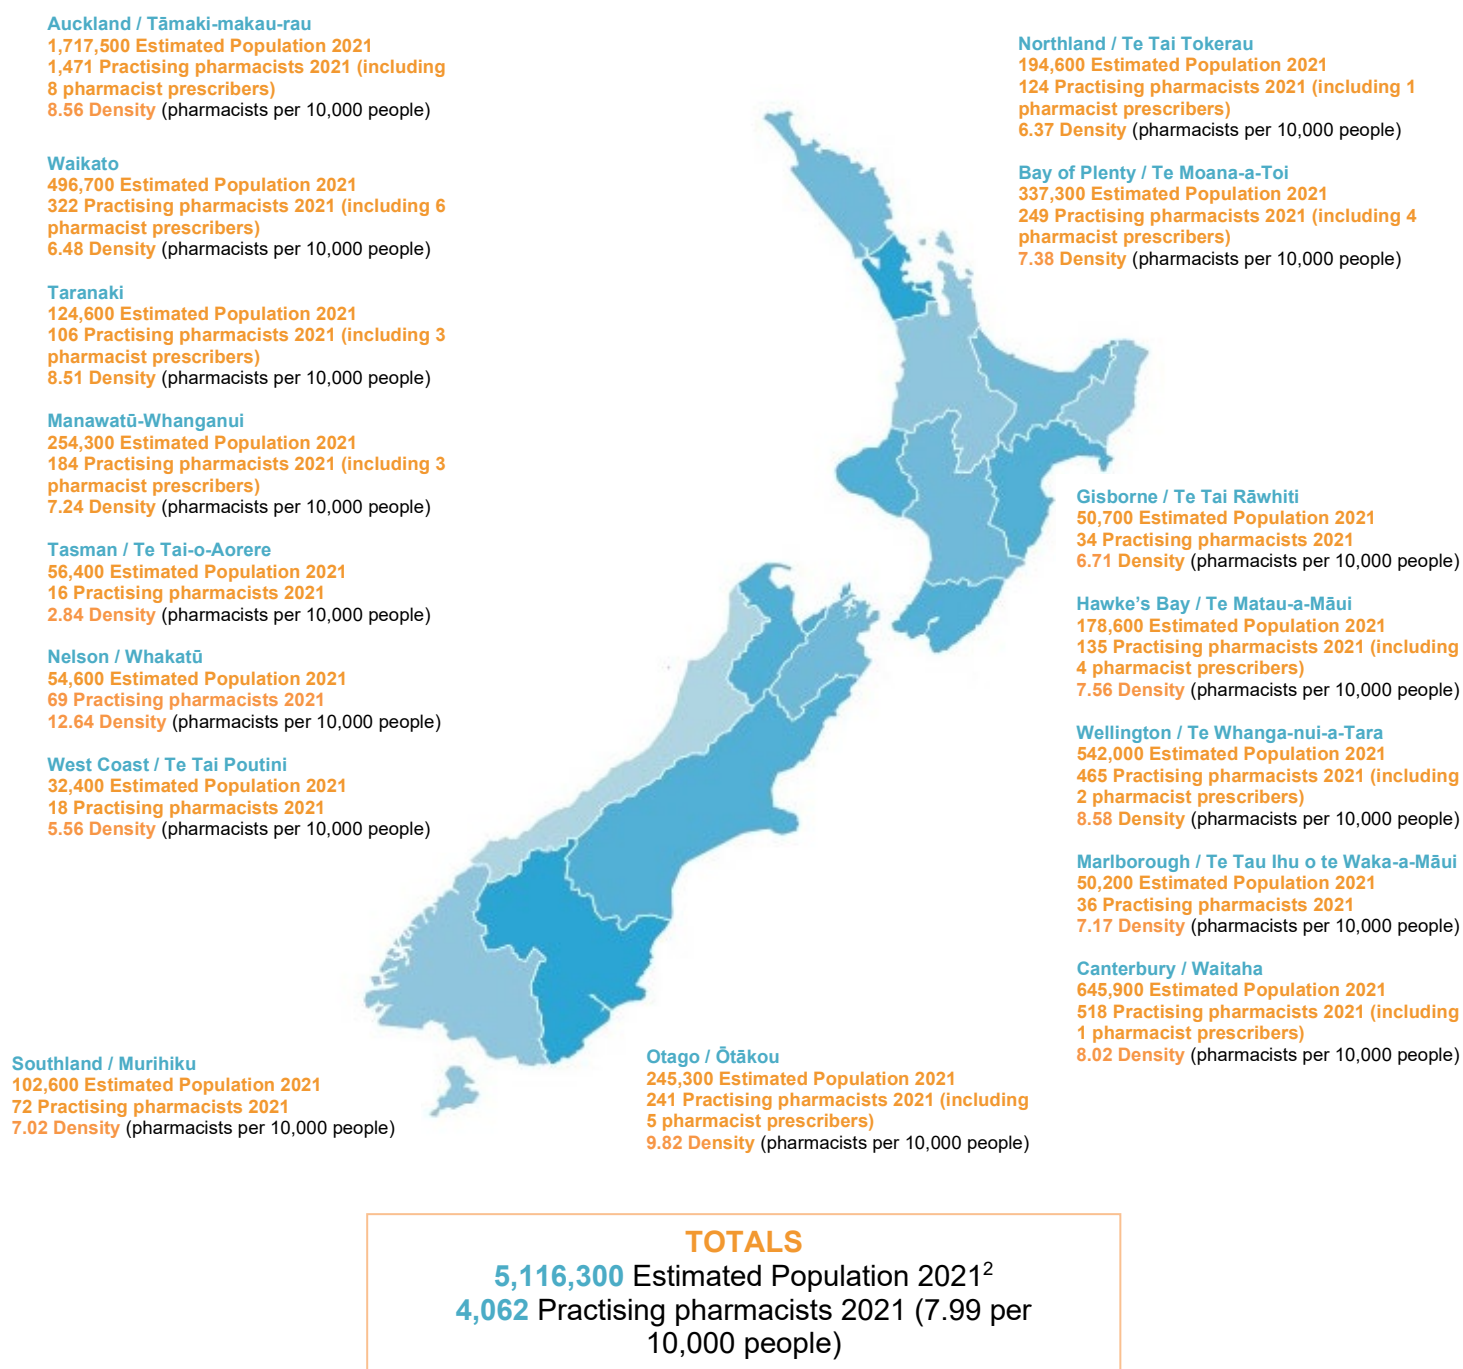 Auckland / Tāmaki-makau-rau
1,717,500 Estimated Population 2021
1,471 Practising pharmacists 2021 (including
8 pharmacist prescribers)
8.56 Density (pharmacists per 10,000 people)
Waikato
496,700 Estimated Population 2021
322 Practising pharmacists 2021 (including 6
pharmacist prescribers)
6.48 Density (pharmacists per 10,000 people)
Taranaki
124,600 Estimated Population 2021
106 Practising pharmacists 2021 (including 3
pharmacist prescribers)
8.51 Density (pharmacists per 10,000 people)
Manawatū-Whanganui
254,300 Estimated Population 2021
184 Practising pharmacists 2021 (including 3
pharmacist prescribers)
7.24 Density (pharmacists per 10,000 people)
Tasman / Te Tai-o-Aorere
56,400 Estimated Population 2021
16 Practising pharmacists 2021
2.84 Density (pharmacists per 10,000 people)
Nelson / Whakatū
54,600 Estimated Population 2021
69 Practising pharmacists 2021
12.64 Density (pharmacists per 10,000 people)
West Coast / Te Tai Poutini
32,400 Estimated Population 2021
18 Practising pharmacists 2021
5.56 Density (pharmacists per 10,000 people)
Southland / Murihiku
102,600 Estimated Population 2021
72 Practising pharmacists 2021
7.02 Density (pharmacists per 10,000 people)
Northland / Te Tai Tokerau
194,600 Estimated Population 2021
124 Practising pharmacists 2021 (including 1
pharmacist prescribers)
6.37 Density (pharmacists per 10,000 people)
Bay of Plenty / Te Moana-a-Toi
337,300 Estimated Population 2021
249 Practising pharmacists 2021 (including 4
pharmacist prescribers)
7.38 Density (pharmacists per 10,000 people)
Gisborne / Te Tai Rāwhiti
50,700 Estimated Population 2021
34 Practising pharmacists 2021
6.71 Density (pharmacists per 10,000 people)
Hawke’s Bay / Te Matau-a-Māui
178,600 Estimated Population 2021
135 Practising pharmacists 2021 (including
4 pharmacist prescribers)
7.56 Density (pharmacists per 10,000 people)
Wellington / Te Whanga-nui-a-Tara
542,000 Estimated Population 2021
465 Practising pharmacists 2021 (including
2 pharmacist prescribers)
8.58 Density (pharmacists per 10,000 people)
Marlborough / Te Tau Ihu o te Waka-a-Māui
50,200 Estimated Population 2021
36 Practising pharmacists 2021
7.17 Density (pharmacists per 10,000 people)
Canterbury / Waitaha
645,900 Estimated Population 2021
518 Practising pharmacists 2021 (including
1 pharmacist prescribers)
8.02 Density (pharmacists per 10,000 people)
Otago / Ōtākou
245,300 Estimated Population 2021
241 Practising pharmacists 2021 (including
5 pharmacist prescribers)
9.82 Density (pharmacists per 10,000 people)
TOTALS
5,116,300 Estimated Population 2021²
4,062 Practising pharmacists 2021 (7.99 per
10,000 people)